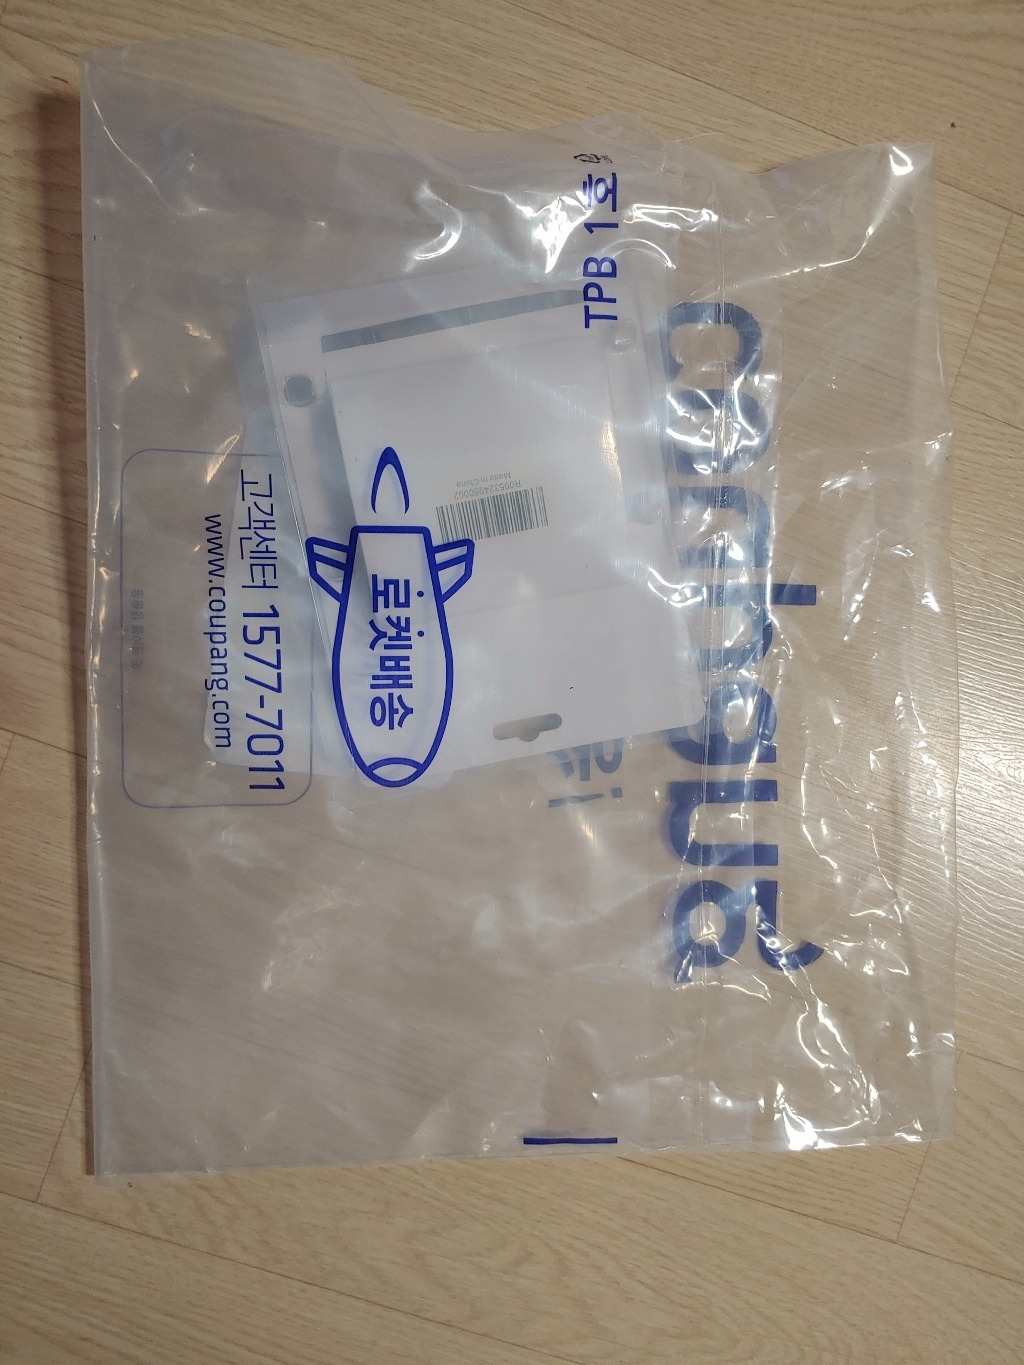 TPB 1호
coupang
로켓배송
고객센터 1577-7011
www.coupang.com
R005324950002
Made in China